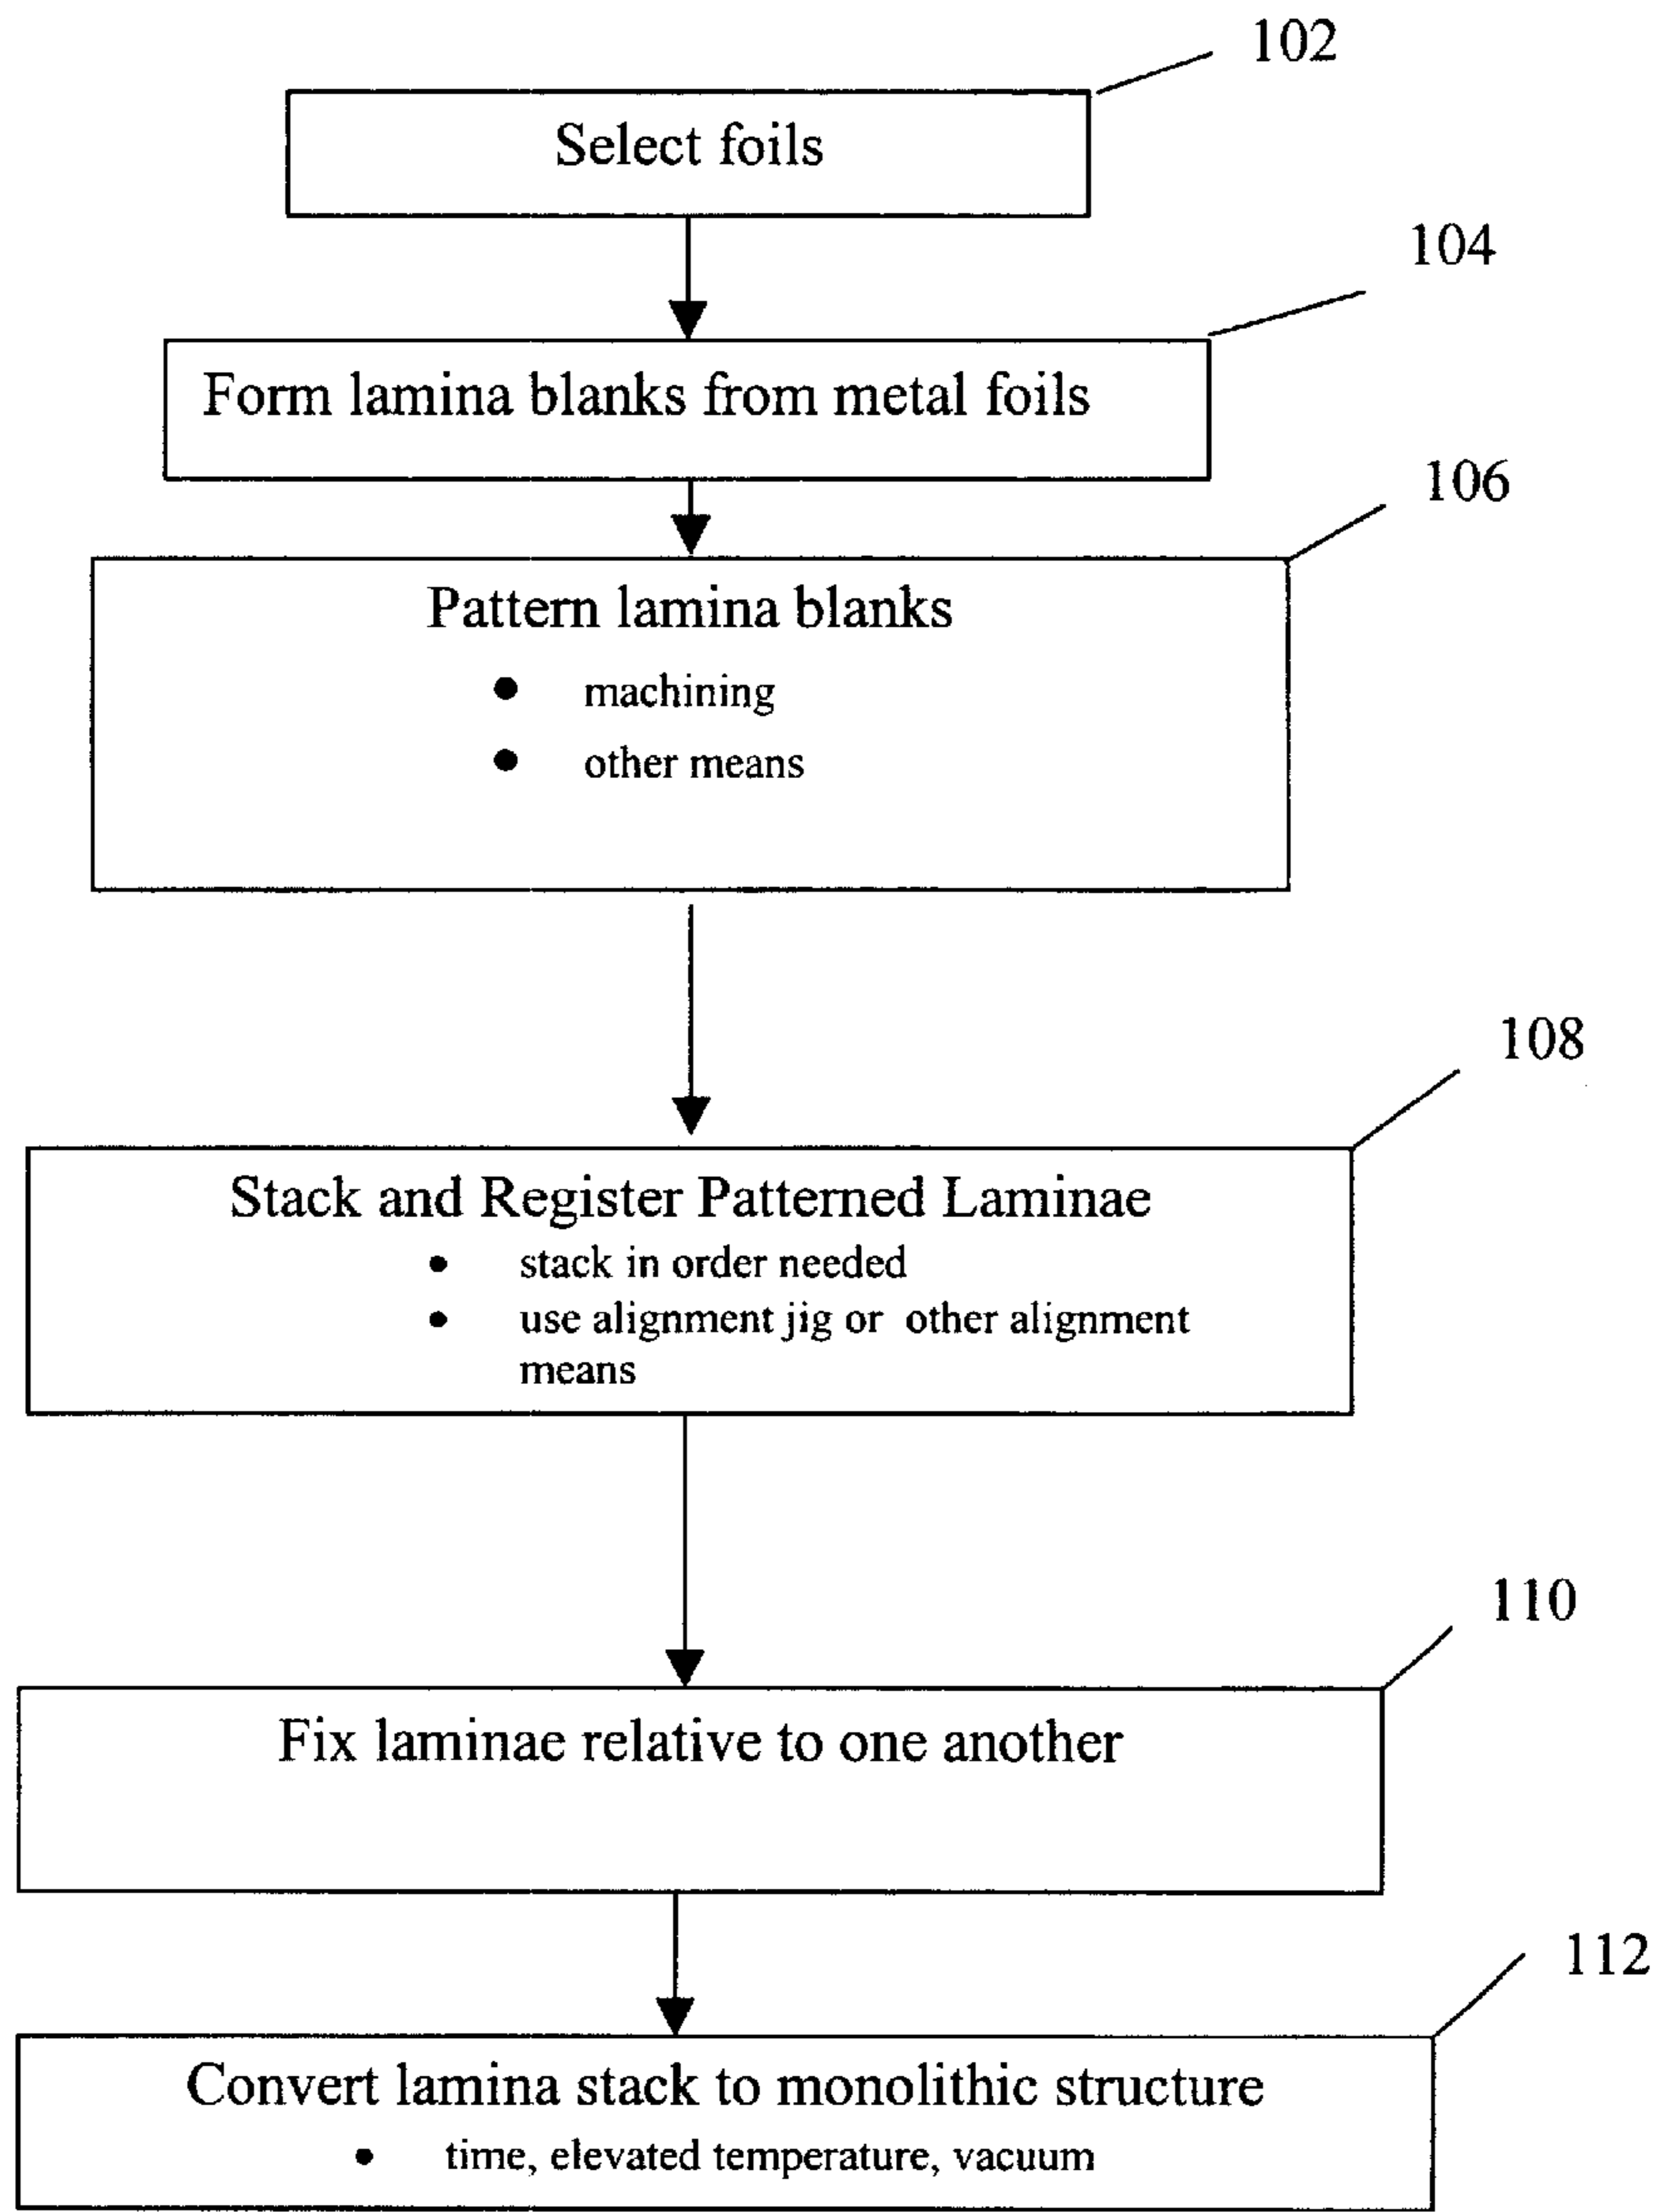 102
Select foils
104
Form lamina blanks from metal foils
106
Pattern lamina blanks
● machining
● other means
108
Stack and Register Patterned Laminae
• stack in order needed
• use alignment jig or other alignment
means
110
Fix laminae relative to one another
112
Convert lamina stack to monolithic structure
• time, elevated temperature, vacuum